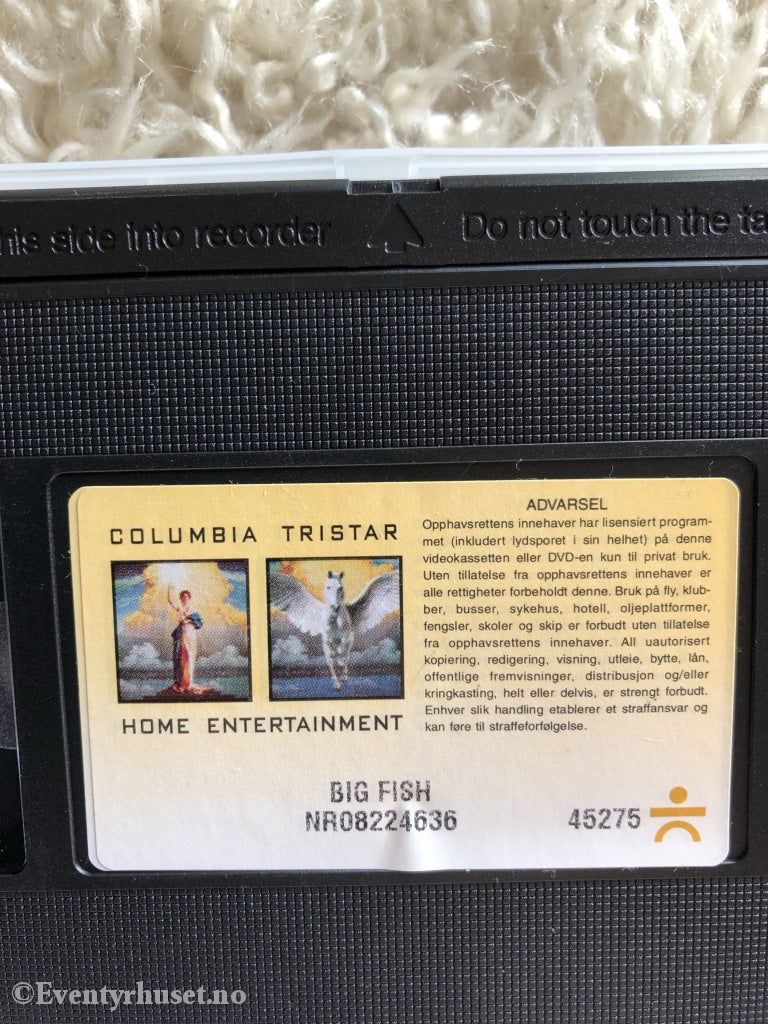 his side into recorder
Do not touch the ta
COLUMBIA TRISTAR
HOME ENTERTAINMENT
ADVARSEL
Opphavsrettens innehaver har lisensiert program-
met (inkludert lydsporet i sin helhet) på denne
videokassetten eller DVD-en kun til privat bruk.
Uten tillatelse fra opphavsrettens innehaver er
alle rettigheter forbeholdt denne. Bruk på fly, klub-
ber, busser, sykehus, hotell, oljeplattformer,
fengsler, skoler og skip er forbudt uten tillatelse
fra opphavsrettens innehaver. All uautorisert
kopiering, redigering, visning, utleie, bytte, lån,
offentlige fremvisninger, distribusjon og/eller
kringkasting, helt eller delvis, er strengt forbudt.
Enhver slik handling etablerer et straffansvar og
kan føre til straffeforfølgelse.
BIG FISH
NR08224636
45275
©Eventyrhuset.no